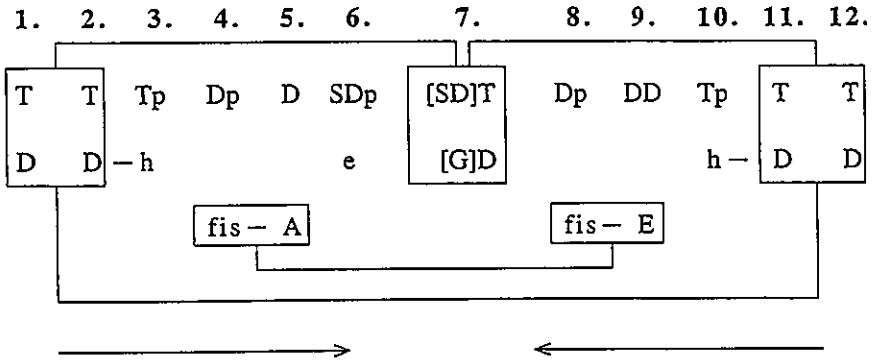 1. 2. 3. 4. 5. 6. 7. 8. 9. 10. 11. 12.
T T Tp Dp D SDp [SD]T Dp DD Tp T T
D D – h e [G]D h – D D
fis – A fis – E